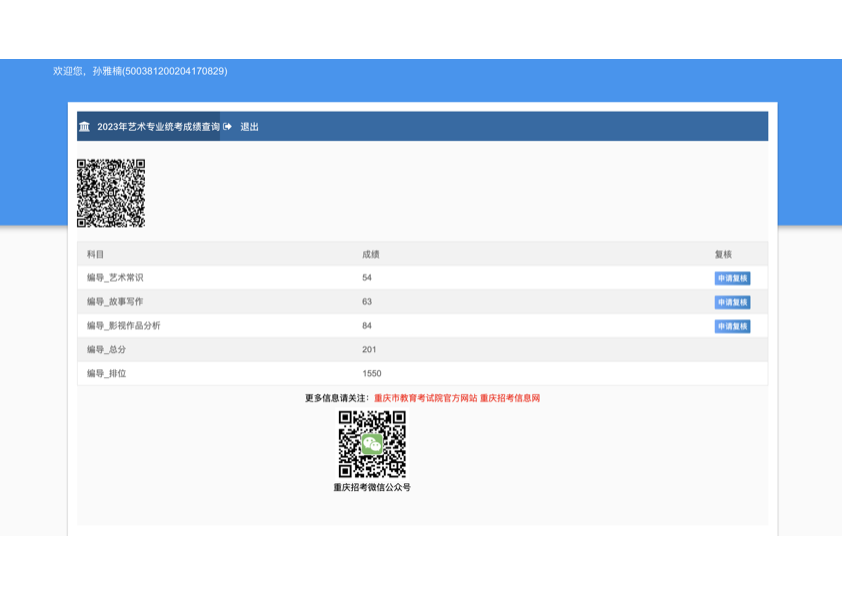 欢迎您，孙雅楠(500381200204170829)
2023年艺术专业统考成绩查询 退出
科目 成绩 复核
编导_艺术常识 54 申请复核
编导_故事写作 63 申请复核
编导_影视作品分析 84 申请复核
编导_总分 201
编导_排位 1550
更多信息请关注：重庆市教育考试院官方网站 重庆招考信息网
重庆招考微信公众号